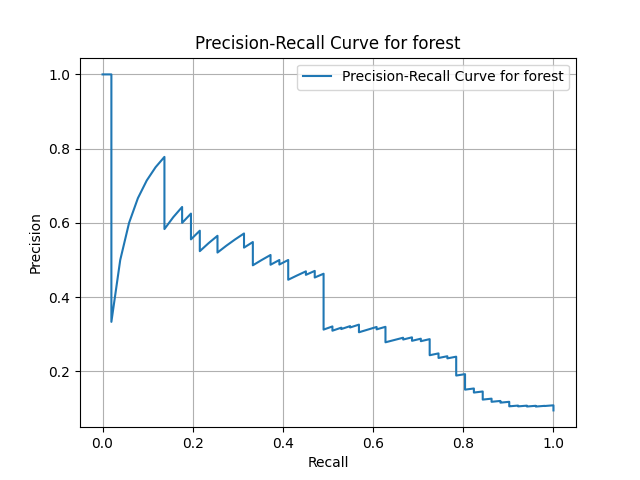 Precision-Recall Curve for forest
Precision-Recall Curve for forest
1.0
0.8
0.6
0.4
0.2
Precision
0.0 0.2 0.4 0.6 0.8 1.0
Recall